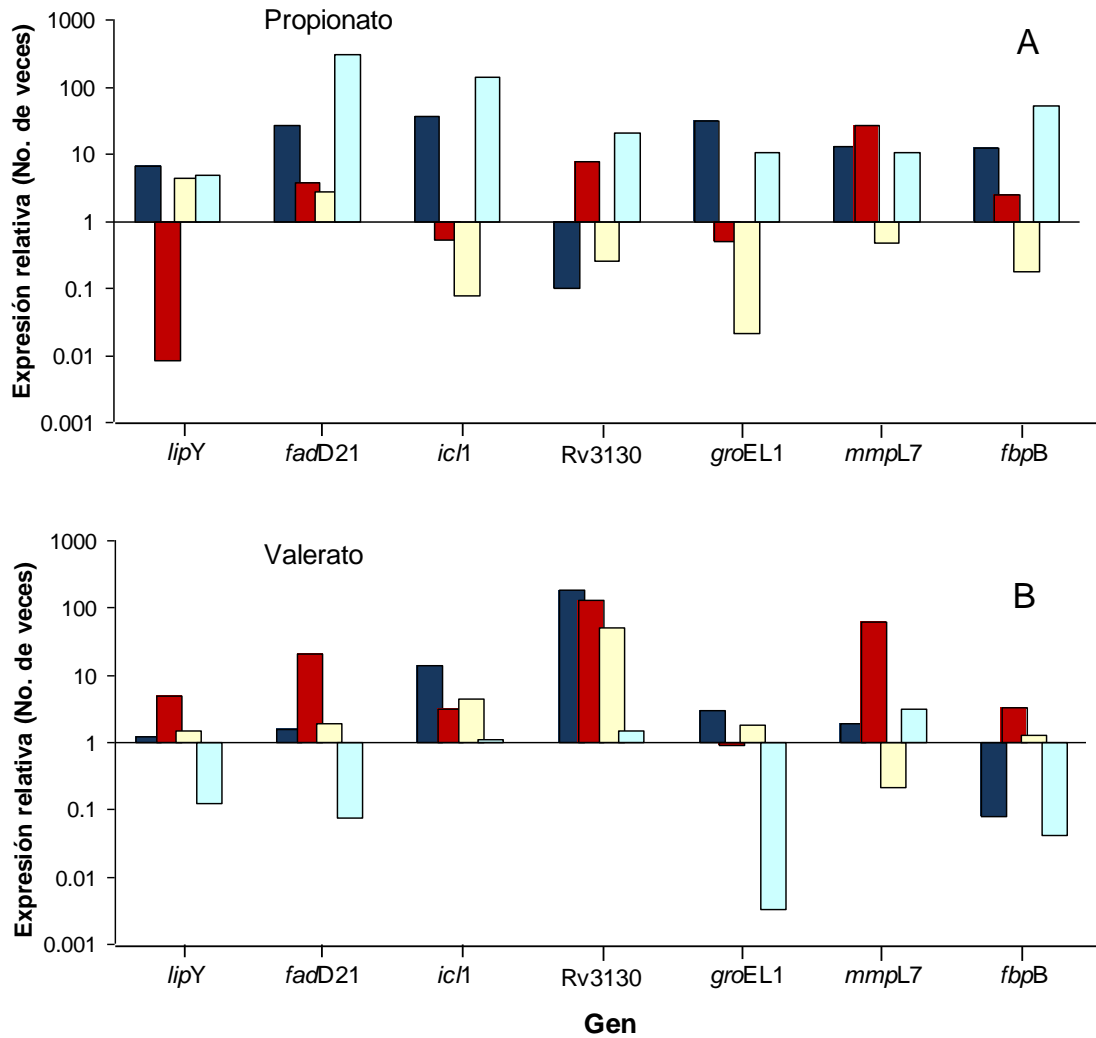 Propionato
A
Expresión relativa (No. de veces)
1000
100
10
1
0.1
0.01
0.001
lipY fadD21 icl1 Rv3130 groEL1 mmpL7 fbpB
Valerato
B
Expresión relativa (No. de veces)
1000
100
10
1
0.1
0.01
0.001
lipY fadD21 icl1 Rv3130 groEL1 mmpL7 fbpB
Gen